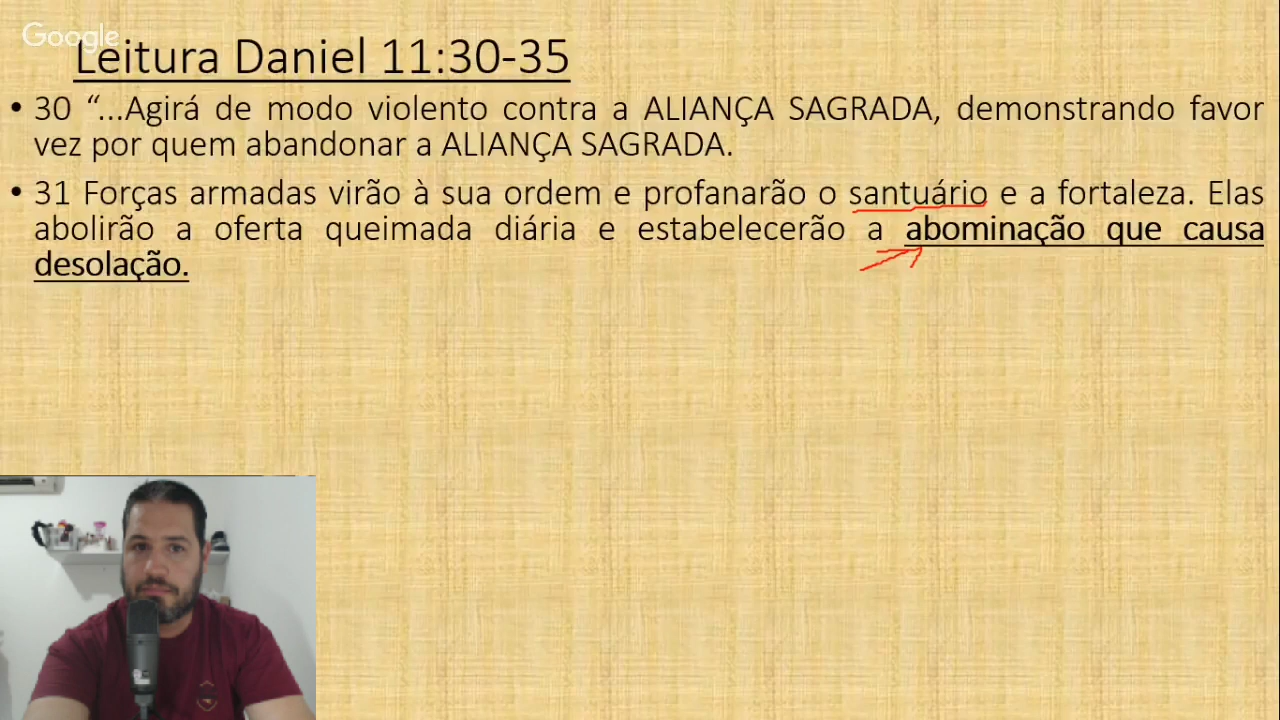 Google
Leitura Daniel 11:30-35
• 30 “...Agirá de modo violento contra a ALIANÇA SAGRADA, demonstrando favor
vez por quem abandonar a ALIANÇA SAGRADA.
• 31 Forças armadas virão à sua ordem e profanarão o santuário e a fortaleza. Elas
abolirão a oferta queimada diária e estabelecerão a abominação que causa
desolação.